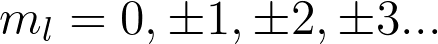 m_l = 0, ±1, ±2, ±3...